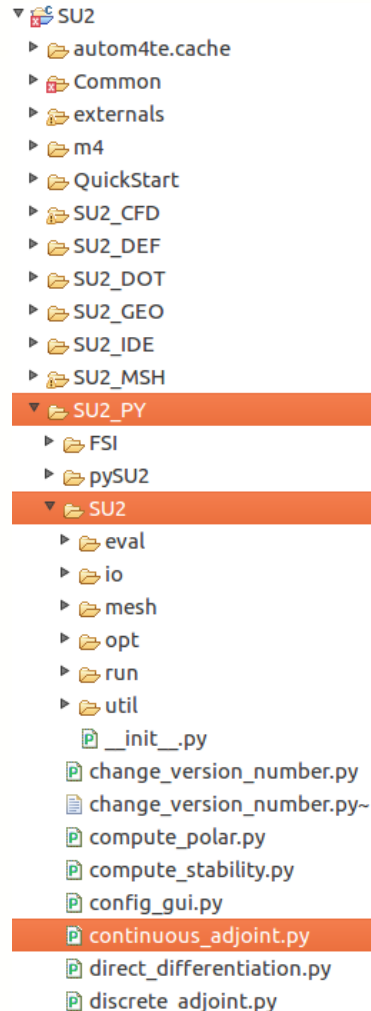 SU2
autom4te.cache
Common
externals
m4
QuickStart
SU2_CFD
SU2_DEF
SU2_DOT
SU2_GEO
SU2_IDE
SU2_MSH
SU2_PY
FSI
pySU2
SU2
eval
io
mesh
opt
run
util
__init__.py
change_version_number.py
change_version_number.py~
compute_polar.py
compute_stability.py
config_gui.py
continuous_adjoint.py
direct_differentiation.py
discrete_adjoint.py